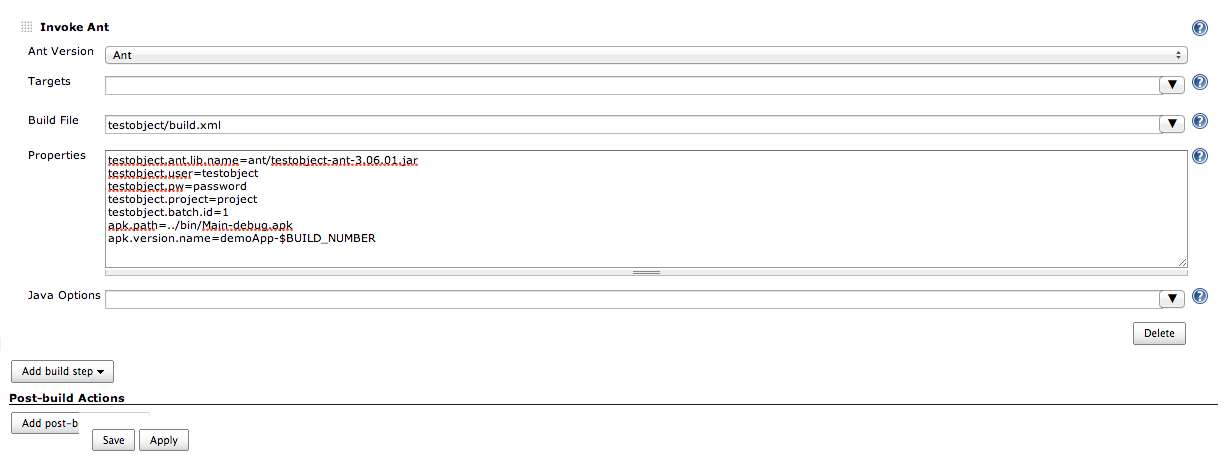 Invoke Ant
Ant Version
Ant
Targets
Build File
testobject/build.xml
Properties
testobject.ant.lib.name=ant/testobject-ant-3.06.01.jar
testobject.user=testobject
testobject.pw=password
testobject.project=project
testobject.batch.id=1
apk.path=../bin/Main-debug.apk
apk.version.name=demoApp-$BUILD_NUMBER
Java Options
Delete
Add build step
Post-build Actions
Add post-b
Save Apply